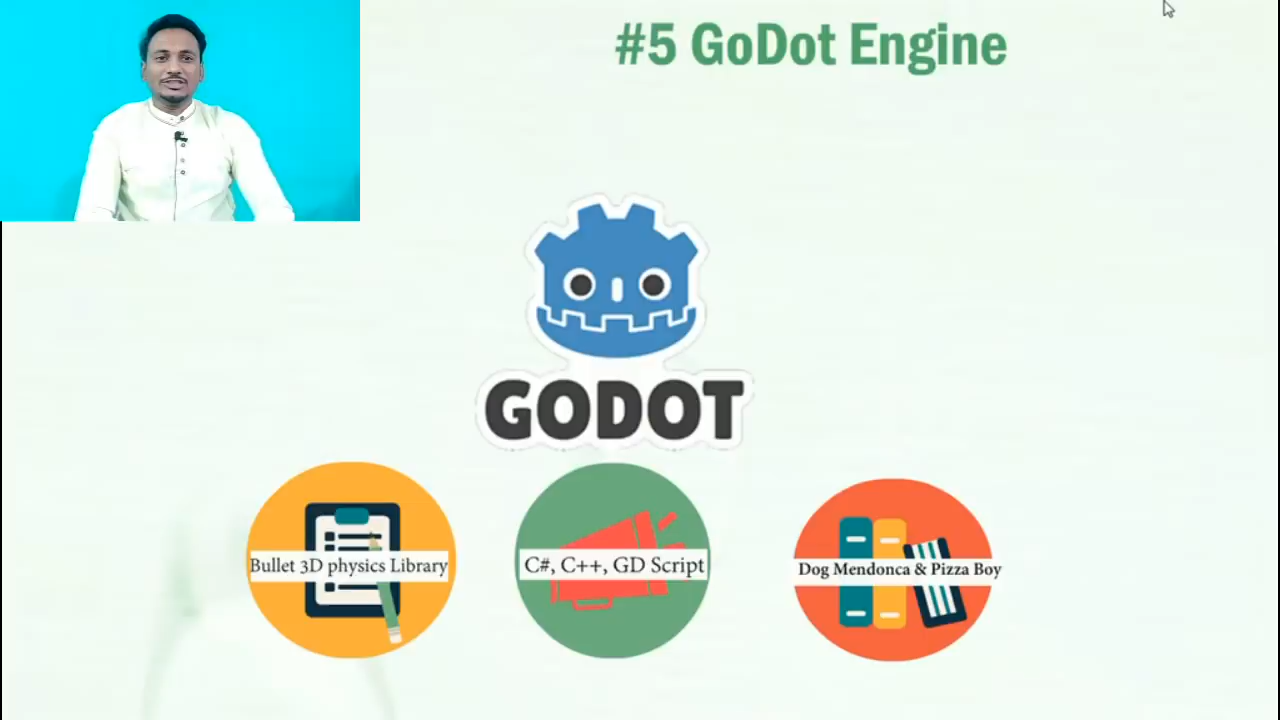 #5 GoDot Engine
GODOT
Bullet 3D physics Library
C#, C++, GD Script
Dog Mendonca & Pizza Boy